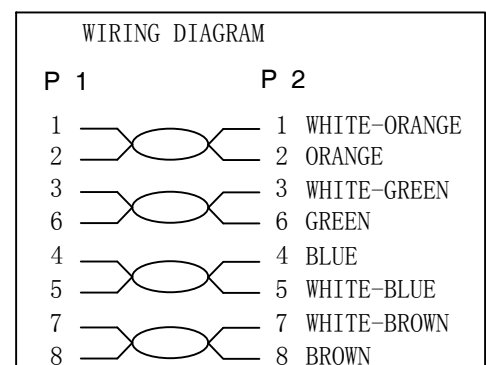 WIRING DIAGRAM
P 1 P 2
1 1 WHITE-ORANGE
2 2 ORANGE
3 3 WHITE-GREEN
6 6 GREEN
4 4 BLUE
5 5 WHITE-BLUE
7 7 WHITE-BROWN
8 8 BROWN